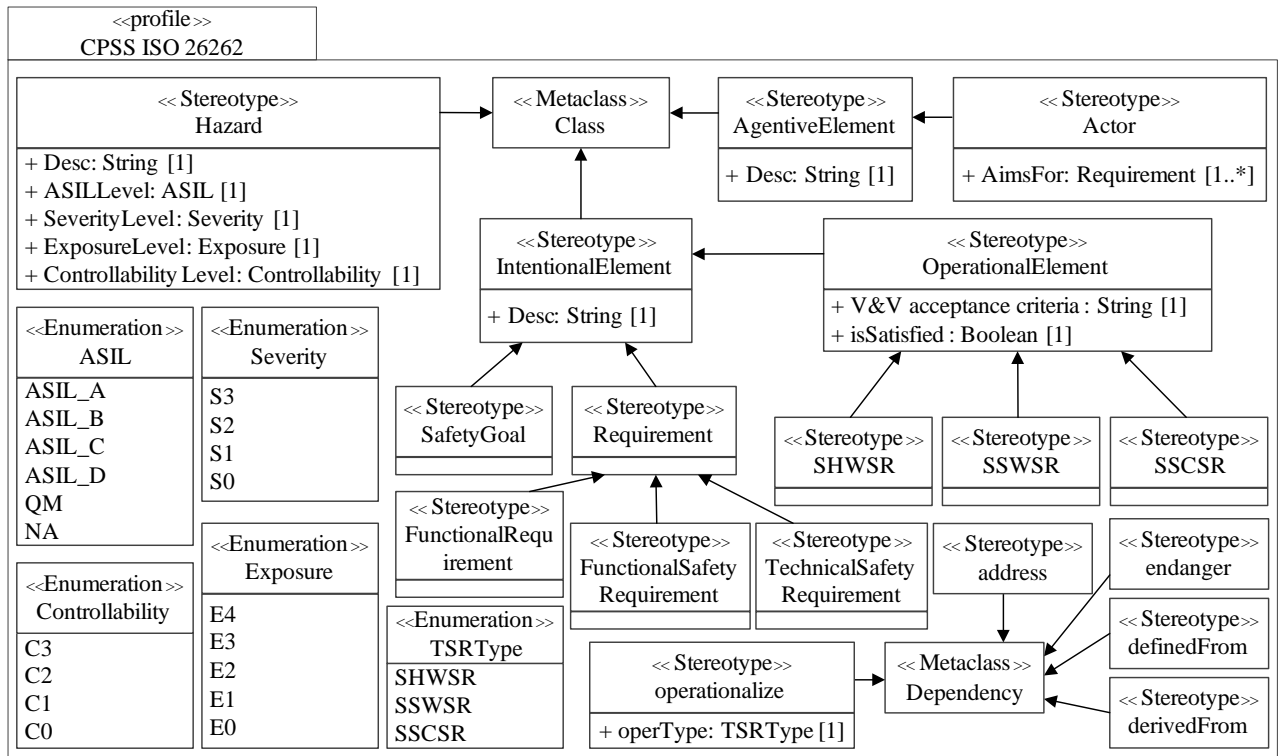 <<profile>>
CPSS ISO 26262
<< Stereotype>>
Hazard
+ Desc: String [1]
+ ASILLevel: ASIL [1]
+ SeverityLevel: Severity [1]
+ ExposureLevel: Exposure [1]
+ Controllability Level: Controllability [1]
<< Metaclass>>
Class
<<Stereotype>>
AgentiveElement
+ Desc: String [1]
<< Stereotype>>
Actor
+ AimsFor: Requirement [1..*]
<<Stereotype>>
IntentionalElement
+ Desc: String [1]
<<Stereotype>>
OperationalElement
+ V&V acceptance criteria : String [1]
+ isSatisfied : Boolean [1]
<<Enumeration>>
ASIL
ASIL_A
ASIL_B
ASIL_C
ASIL_D
QM
NA
<<Enumeration>>
Severity
S3
S2
S1
S0
<< Stereotype>>
SafetyGoal
<< Stereotype>>
Requirement
<< Stereotype>>
SHWSR
<< Stereotype>>
SSWSR
<< Stereotype>>
SSCSR
<< Stereotype>>
FunctionalRequ
irement
<< Stereotype>>
FunctionalSafety
Requirement
<< Stereotype>>
TechnicalSafety
Requirement
<< Stereotype>>
address
<< Stereotype>>
endanger
<< Stereotype>>
definedFrom
<< Stereotype>>
derivedFrom
<<Enumeration>>
Controllability
C3
C2
C1
C0
<<Enumeration>>
Exposure
E4
E3
E2
E1
E0
<<Enumeration>>
TSRType
SHWSR
SSWSR
SSCSR
<< Stereotype>>
operationalize
+ operType: TSRType [1]
<< Metaclass>>
Dependency